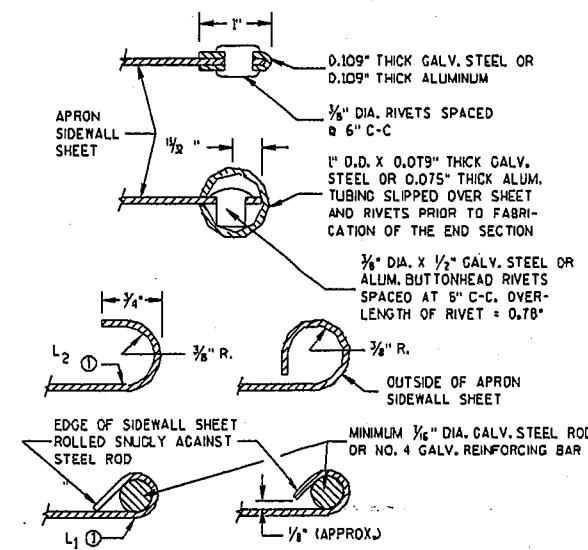 1"
0.109" THICK GALV. STEEL OR
0.109" THICK ALUMINUM
3/8" DIA. RIVETS SPACED
@ 6" C-C
APRON
SIDEWALL
SHEET
15/32 "
1" O.D. X 0.079" THICK GALV.
STEEL OR 0.075" THICK ALUM.
TUBING SLIPPED OVER SHEET
AND RIVETS PRIOR TO FABRI-
CATION OF THE END SECTION
3/8" DIA. X 1/2" GALV. STEEL OR
ALUM. BUTTONHEAD RIVETS
SPACED AT 6" C-C. OVER-
LENGTH OF RIVET = 0.78"
3/4"
L2 ①
3/8" R.
3/8" R.
OUTSIDE OF APRON
SIDEWALL SHEET
EDGE OF SIDEWALL SHEET
ROLLED SNUGLY AGAINST
STEEL ROD
MINIMUM 7/16" DIA. GALV. STEEL ROD
OR NO. 4 GALV. REINFORCING BAR
L1 ①
1/8" (APPROX.)